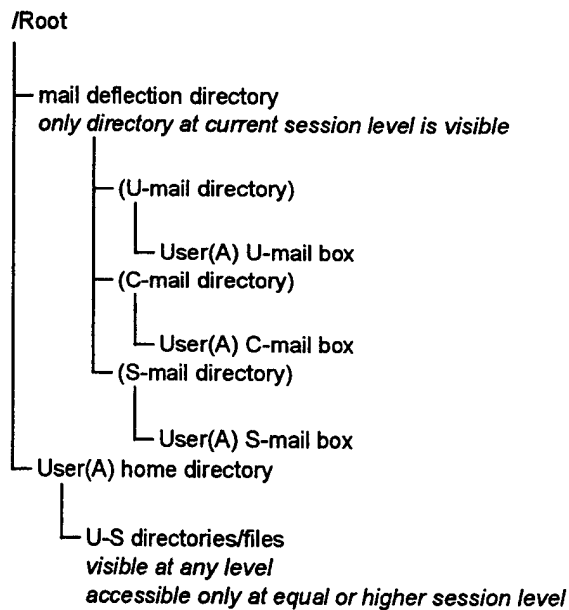 /Root
mail deflection directory
only directory at current session level is visible
(U-mail directory)
User(A) U-mail box
(C-mail directory)
User(A) C-mail box
(S-mail directory)
User(A) S-mail box
User(A) home directory
U-S directories/files
visible at any level
accessible only at equal or higher session level